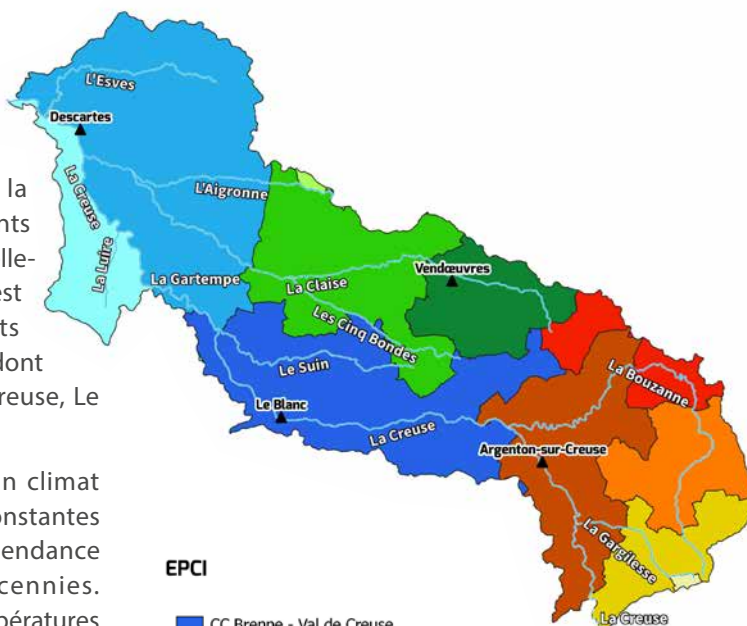 la
nts
elle-
est
ts
dont
reuse, Le
n climat
onstantes
endance
cennies.
pératures
L'Esves
Descartes
La Creuse
L'Aigronne
La Luire
La Gartempe
La Claise
Vendœuvres
Les Cinq Bondes
Le Suin
La Bouzanne
Le Blanc
La Creuse
Argenton-sur-Creuse
La Gargilesse
La Creuse
EPCI
CC Brenne - Val de Creuse